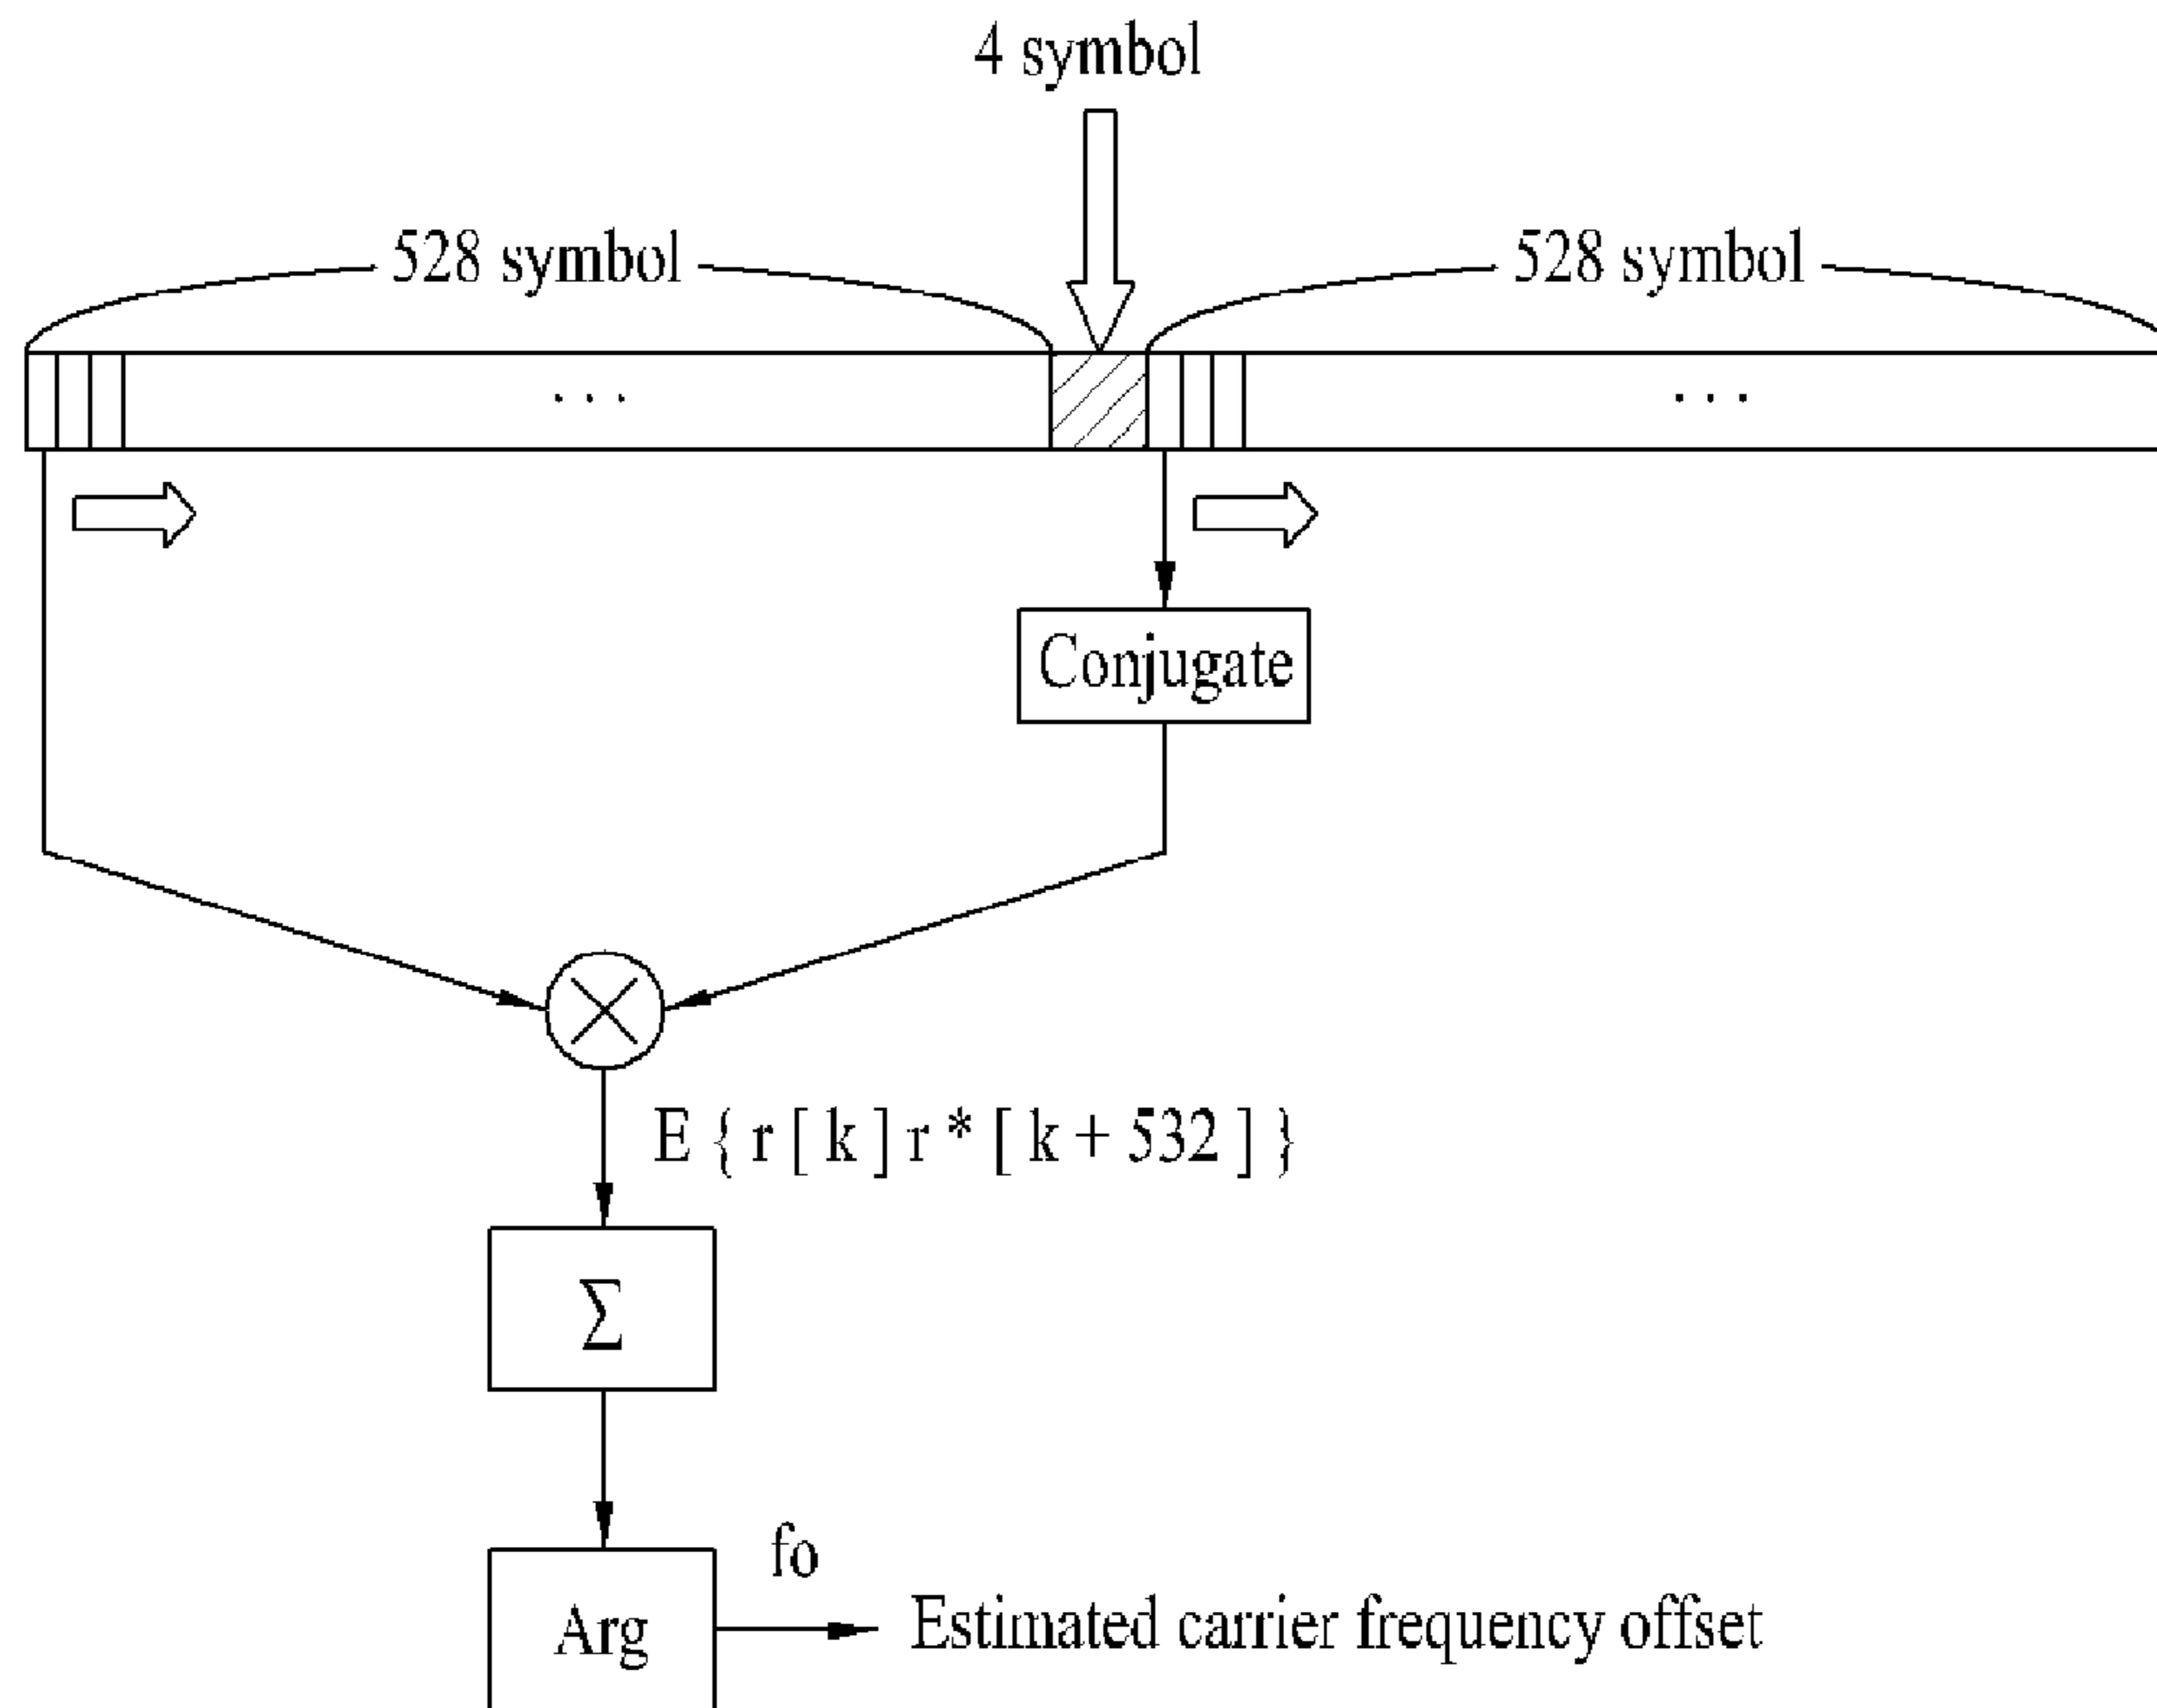 4 symbol
528 symbol
528 symbol
. . .
. . .
Conjugate
E { r [ k ] r * [ k + 532 ] }
Σ
fo
Arg
Estimated carrier frequency offset